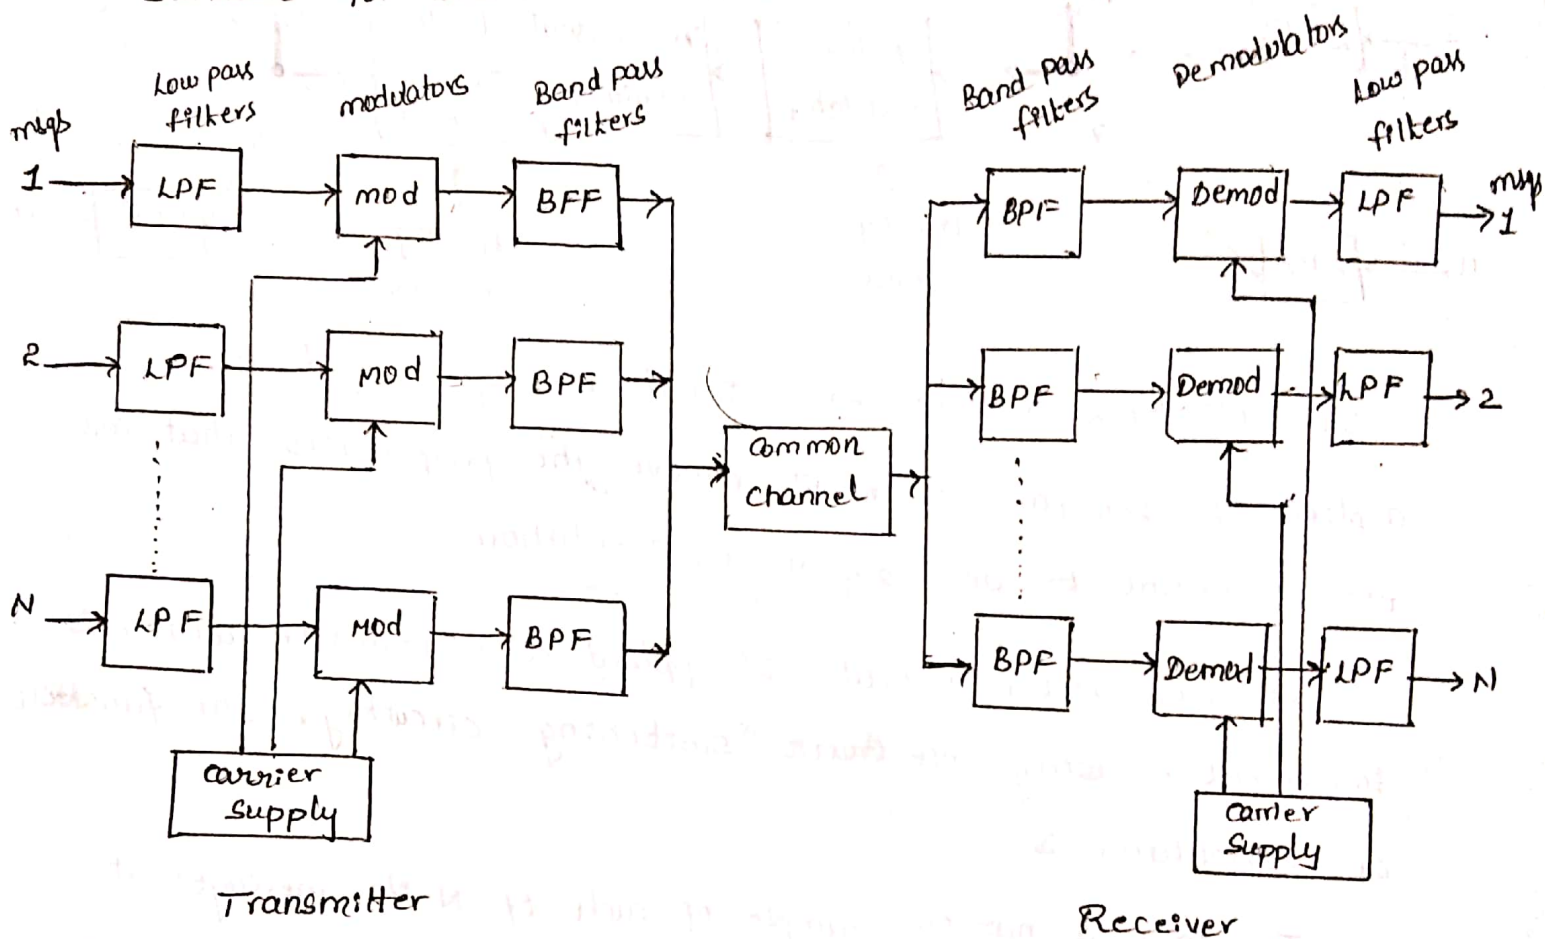 Low pass
filters
modulators
Band pass
filters
Band pass
filters
Demodulators
Low pass
filters
msgs
1
LPF
mod
BFF
BPF
Demod
LPF
msgs
1
2
LPF
MOD
BPF
BPF
Demod
LPF
2
Common
Channel
N
LPF
MOD
BPF
BPF
Demod
LPF
N
Carrier
Supply
Carrier
Supply
Transmitter
Receiver